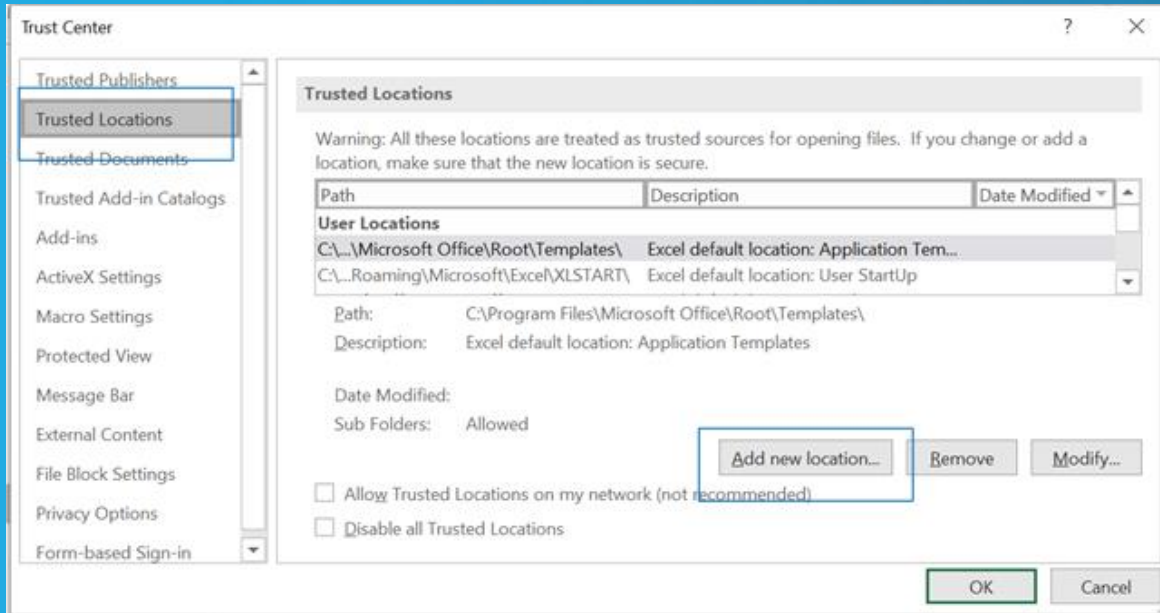 Trust Center
?
Trusted Publishers
Trusted Locations
Trusted Documents
Trusted Add-in Catalogs
Add-ins
ActiveX Settings
Macro Settings
Protected View
Message Bar
External Content
File Block Settings
Privacy Options
Form-based Sign-in
Trusted Locations
Warning: All these locations are treated as trusted sources for opening files. If you change or add a
location, make sure that the new location is secure.
Path Description Date Modified
User Locations
C:\...\Microsoft Office\Root\Templates\ Excel default location: Application Tem...
C:\...Roaming\Microsoft\Excel\XLSTART\ Excel default location: User StartUp
Path: C:\Program Files\Microsoft Office\Root\Templates\
Description: Excel default location: Application Templates
Date Modified:
Sub Folders: Allowed
Add new location... Remove Modify...
Allow Trusted Locations on my network (not recommended)
Disable all Trusted Locations
OK Cancel